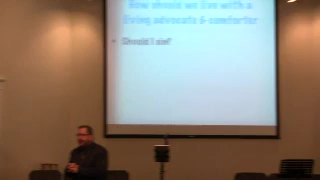 How should we live with a
living advocate & comforter
• Should I sin?